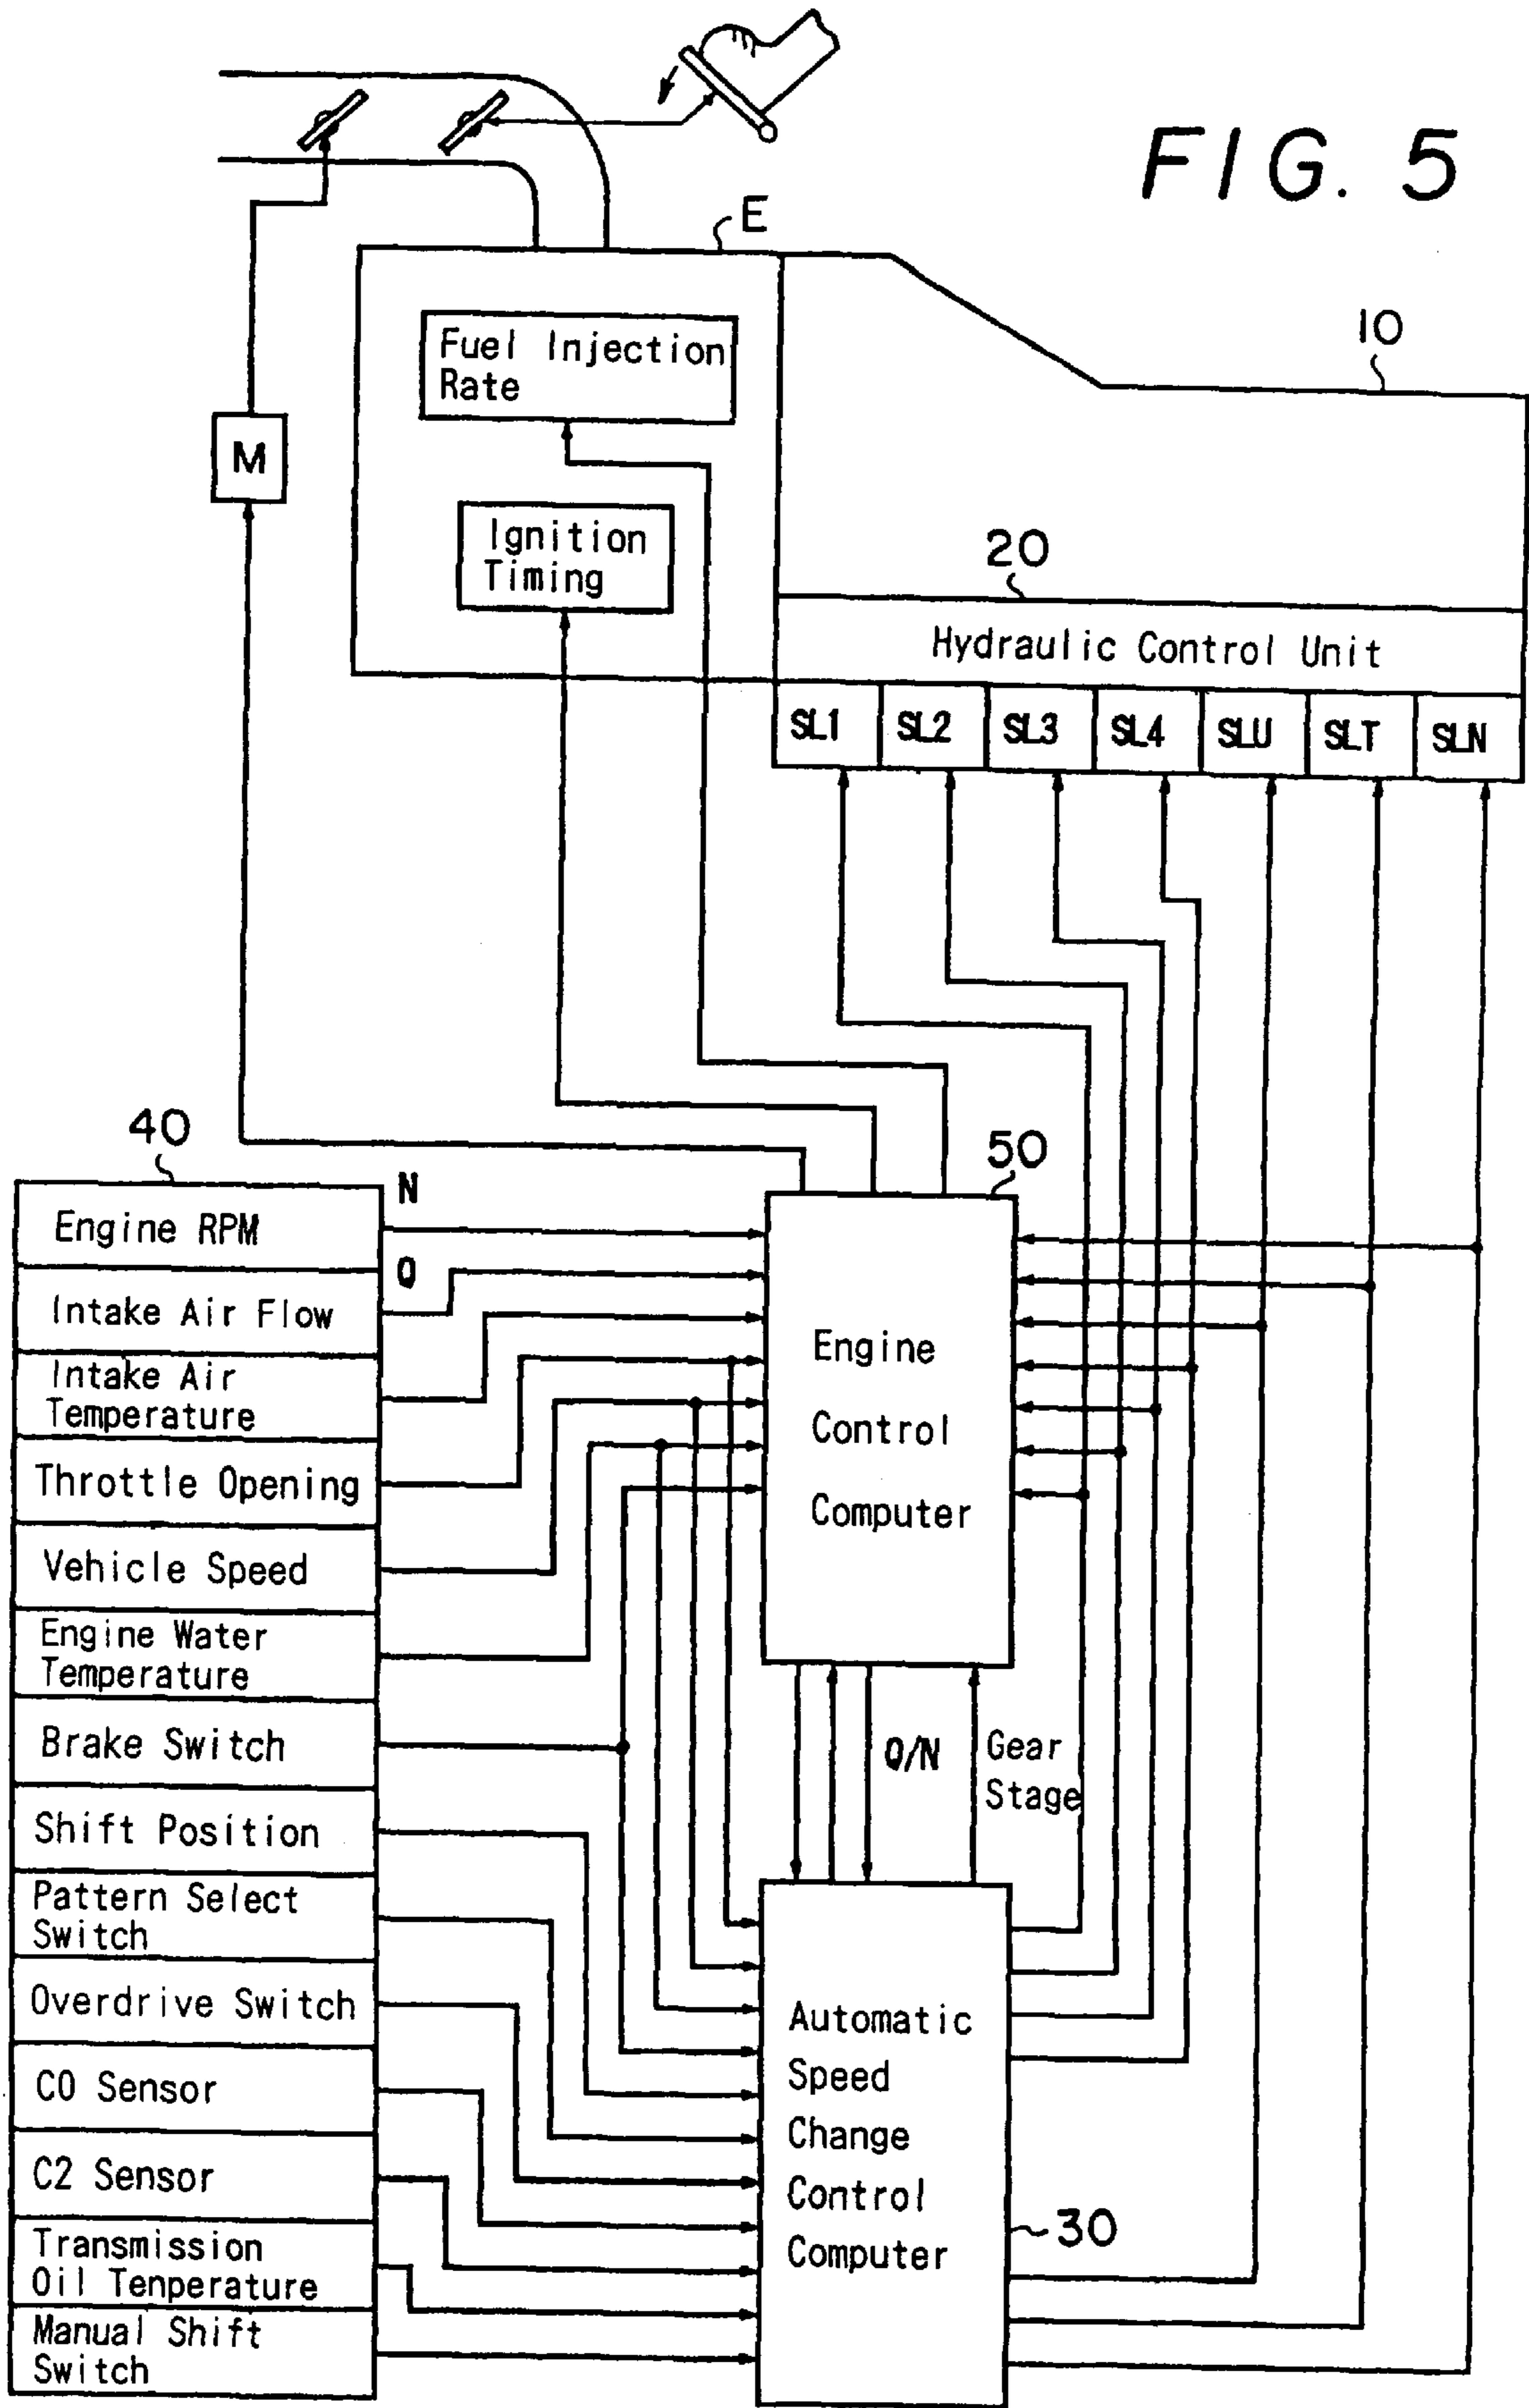 FIG. 5
E
10
Fuel Injection
Rate
M
Ignition
Timing
20
Hydraulic Control Unit
SL1 SL2 SL3 SL4 SLU SLT SLN
40
50
N
Engine RPM
Q
Intake Air Flow
Intake Air
Temperature
Throttle Opening
Vehicle Speed
Engine Water
Temperature
Brake Switch
Shift Position
Pattern Select
Switch
Overdrive Switch
C0 Sensor
C2 Sensor
Transmission
Oil Tenperature
Manual Shift
Switch
Engine
Control
Computer
Q/N
Gear
Stage
Automatic
Speed
Change
Control
Computer
30